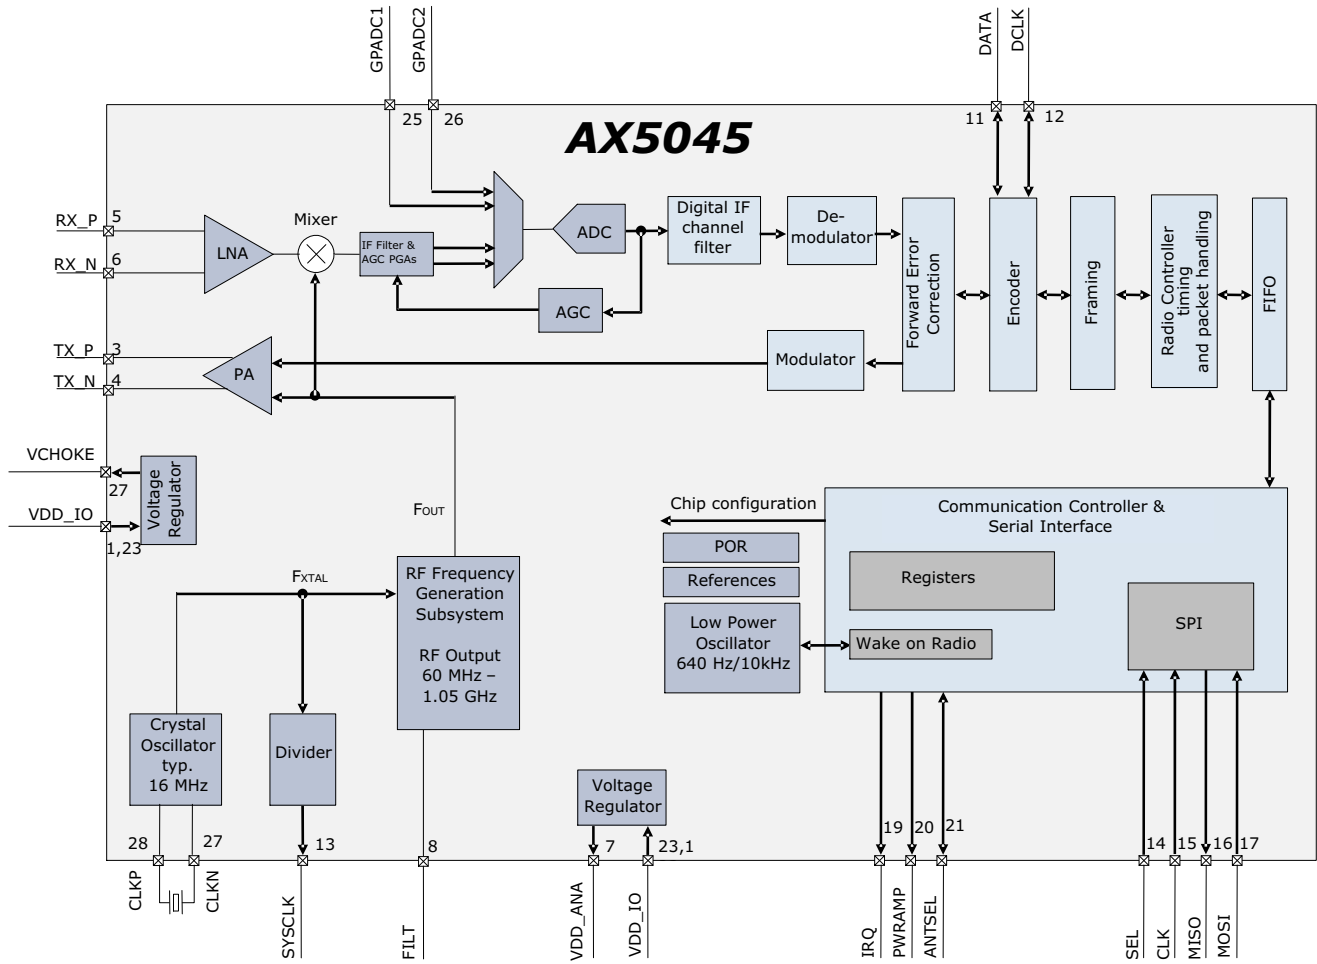 GPADC1
GPADC2
DATA
DCLK
25
26
11
12
AX5045
RX_P
5
RX_N
6
LNA
Mixer
IF Filter &
AGC PGAs
ADC
AGC
Digital IF
channel
filter
De-
modulator
Forward Error
Correction
Encoder
Framing
Radio Controller
timing
and packet handling
FIFO
TX_P
3
TX_N
4
PA
Modulator
VCHOKE
27
VDD_IO
1,23
Voltage
Regulator
FOUT
FXTAL
RF Frequency
Generation
Subsystem
RF Output
60 MHz –
1.05 GHz
Chip configuration
POR
References
Low Power
Oscillator
640 Hz/10kHz
Communication Controller &
Serial Interface
Registers
Wake on Radio
SPI
Crystal
Oscillator
typ.
16 MHz
Divider
Voltage
Regulator
28
27
13
8
7
23,1
19
20
21
14
15
16
17
CLKP
CLKN
SYSCLK
FILT
VDD_ANA
VDD_IO
IRQ
PWRAMP
ANTSEL
SEL
CLK
MISO
MOSI